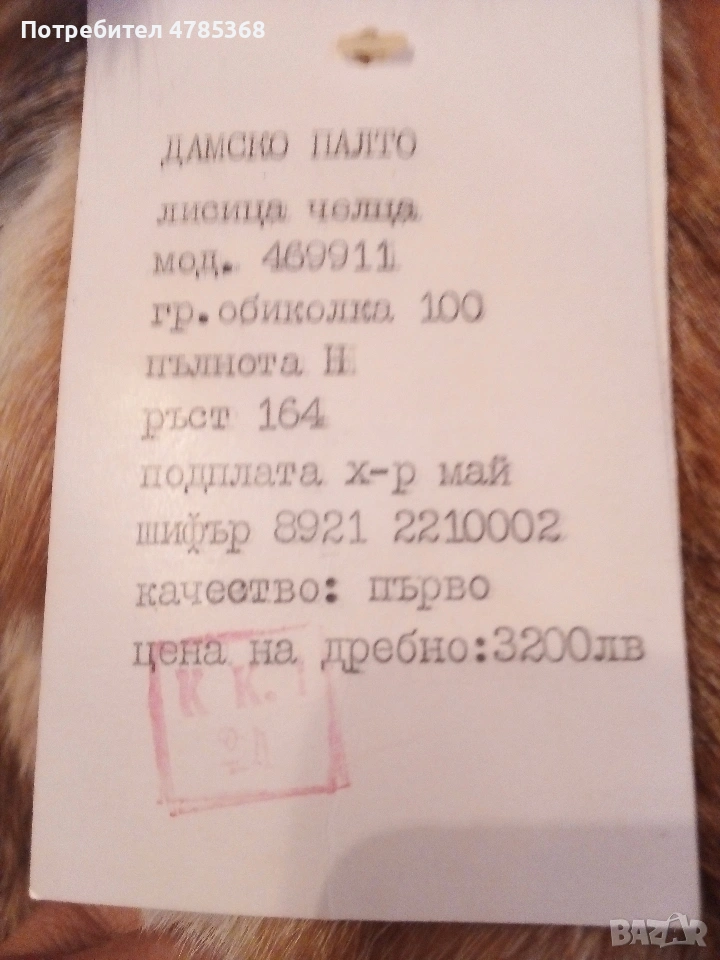 Потребител 4785368
ДАМСКО ПАЛТО
лисица челца
мод. 469911
гр.обиколка 100
пълнота Н
ръст 164
подплата х-р май
шифър 8921 2210002
качество: първо
цена на дребно:3200лв
К К.
BAZAR